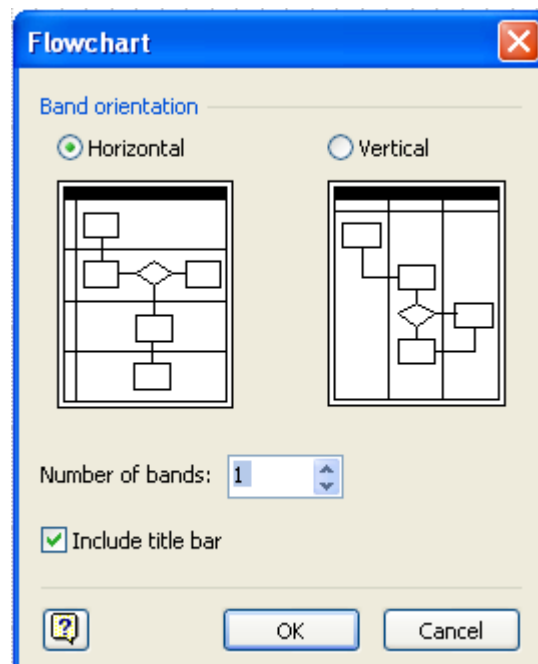 Flowchart
Band orientation
Horizontal Vertical
Number of bands: 1
Include title bar
? OK Cancel